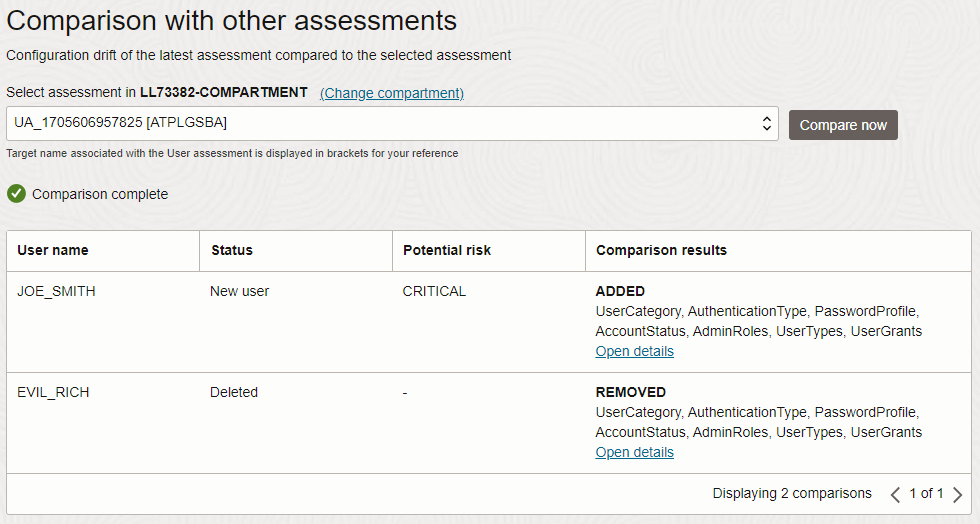 Comparison with other assessments
Configuration drift of the latest assessment compared to the selected assessment
Select assessment in LL73382-COMPARTMENT (Change compartment)
UA_1705606957825 [ATPLGSBA]
Compare now
Target name associated with the User assessment is displayed in brackets for your reference
Comparison complete
User name Status Potential risk Comparison results
JOE_SMITH New user CRITICAL ADDED
UserCategory, AuthenticationType, PasswordProfile,
AccountStatus, AdminRoles, UserTypes, UserGrants
Open details
EVIL_RICH Deleted - REMOVED
UserCategory, AuthenticationType, PasswordProfile,
AccountStatus, AdminRoles, UserTypes, UserGrants
Open details
Displaying 2 comparisons 1 of 1